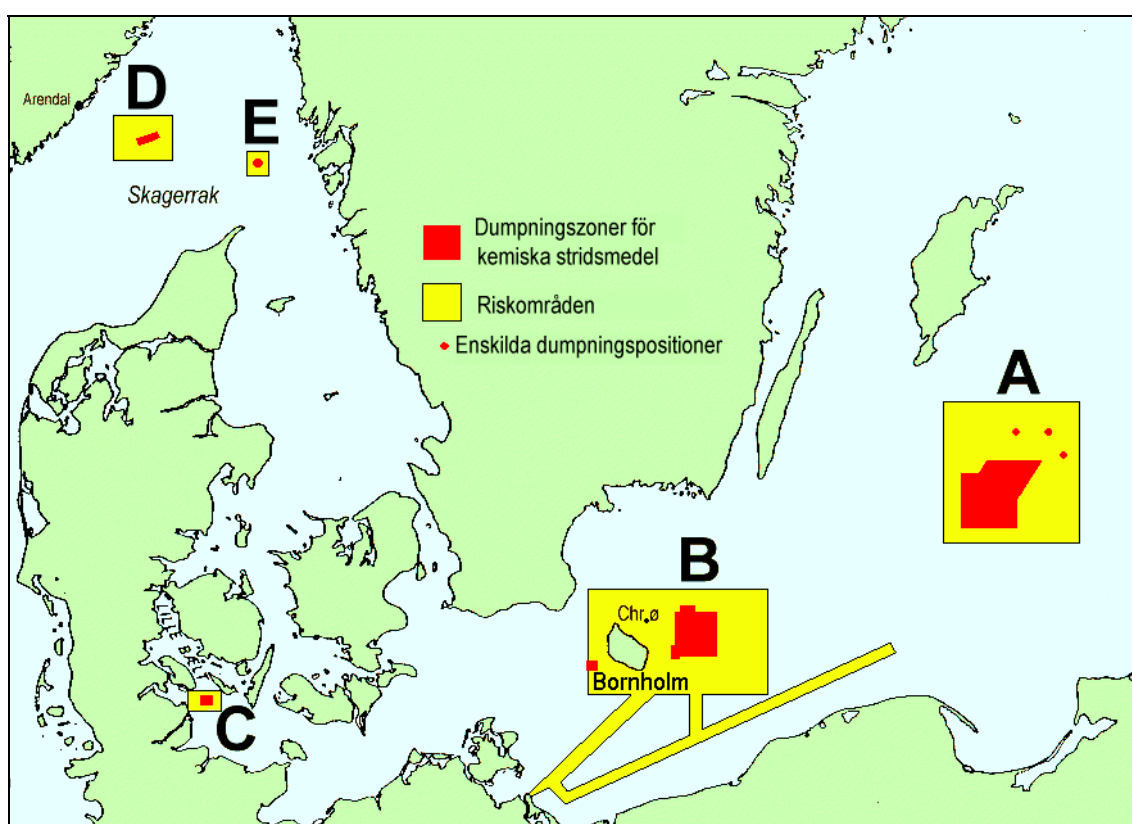 D
Arendal
E
Skagerrak
Dumpningszoner för
kemiska stridsmedel
Riskområden
Enskilda dumpningspositioner
A
B
Chr.ø
Bornholm
C